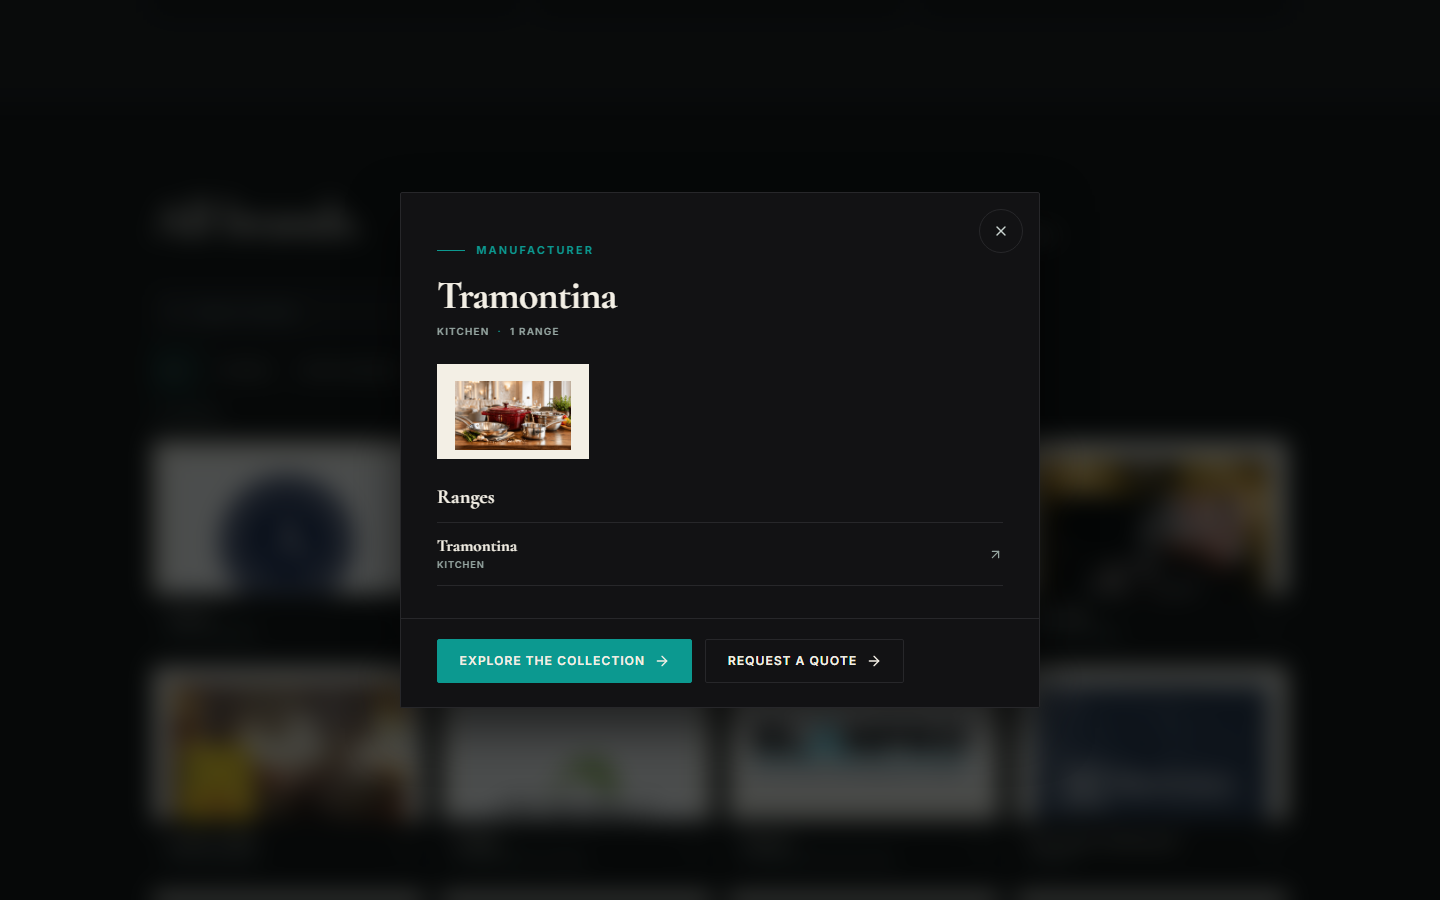 MANUFACTURER
Tramontina
KITCHEN · 1 RANGE
Ranges
Tramontina
KITCHEN
EXPLORE THE COLLECTION →
REQUEST A QUOTE →